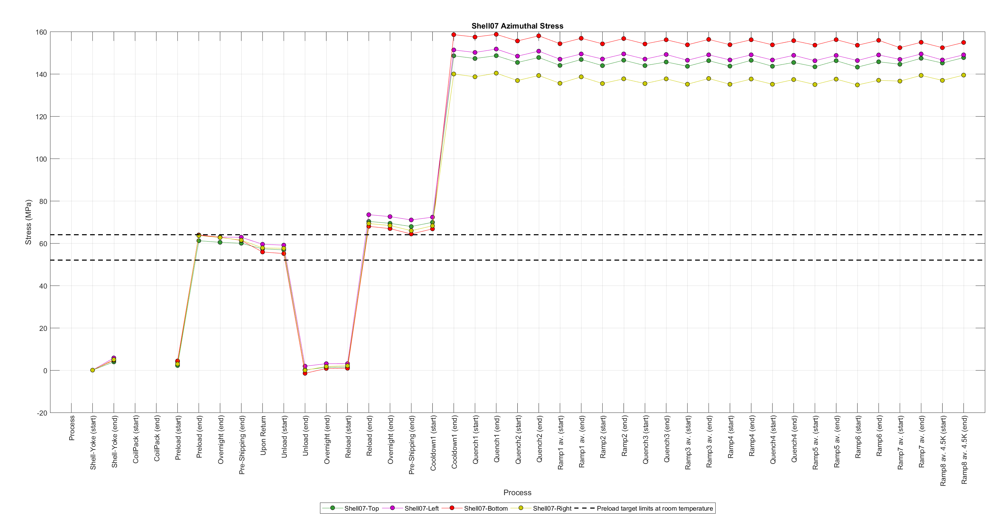 Shell07 Azimuthal Stress
160
140
120
100
80
60
40
20
0
-20
Stress (MPa)
Process
Shell-Yoke (start)
Shell-Yoke (end)
CoilPack (start)
CoilPack (end)
Preload (start)
Preload (end)
Overnight (end)
Pre-Shipping (end)
Upon Return
Unload (start)
Unload (end)
Overnight (end)
Reload (start)
Reload (end)
Overnight (end)
Pre-Shipping (end)
Cooldown1 (start)
Cooldown1 (end)
Quench1 (start)
Quench1 (end)
Quench2 (start)
Quench2 (end)
Ramp1 av. (start)
Ramp1 av. (end)
Ramp2 (start)
Ramp2 (end)
Quench3 (start)
Quench3 (end)
Ramp3 av. (start)
Ramp3 av. (end)
Ramp4 (start)
Ramp4 (end)
Quench4 (start)
Quench4 (end)
Ramp5 av. (start)
Ramp5 av. (end)
Ramp6 (start)
Ramp6 (end)
Ramp7 av. (start)
Ramp7 av. (end)
Ramp8 av. 4.5K (start)
Ramp8 av. 4.5K (end)
Process
Shell07-Top Shell07-Left Shell07-Bottom Shell07-Right Preload target limits at room temperature